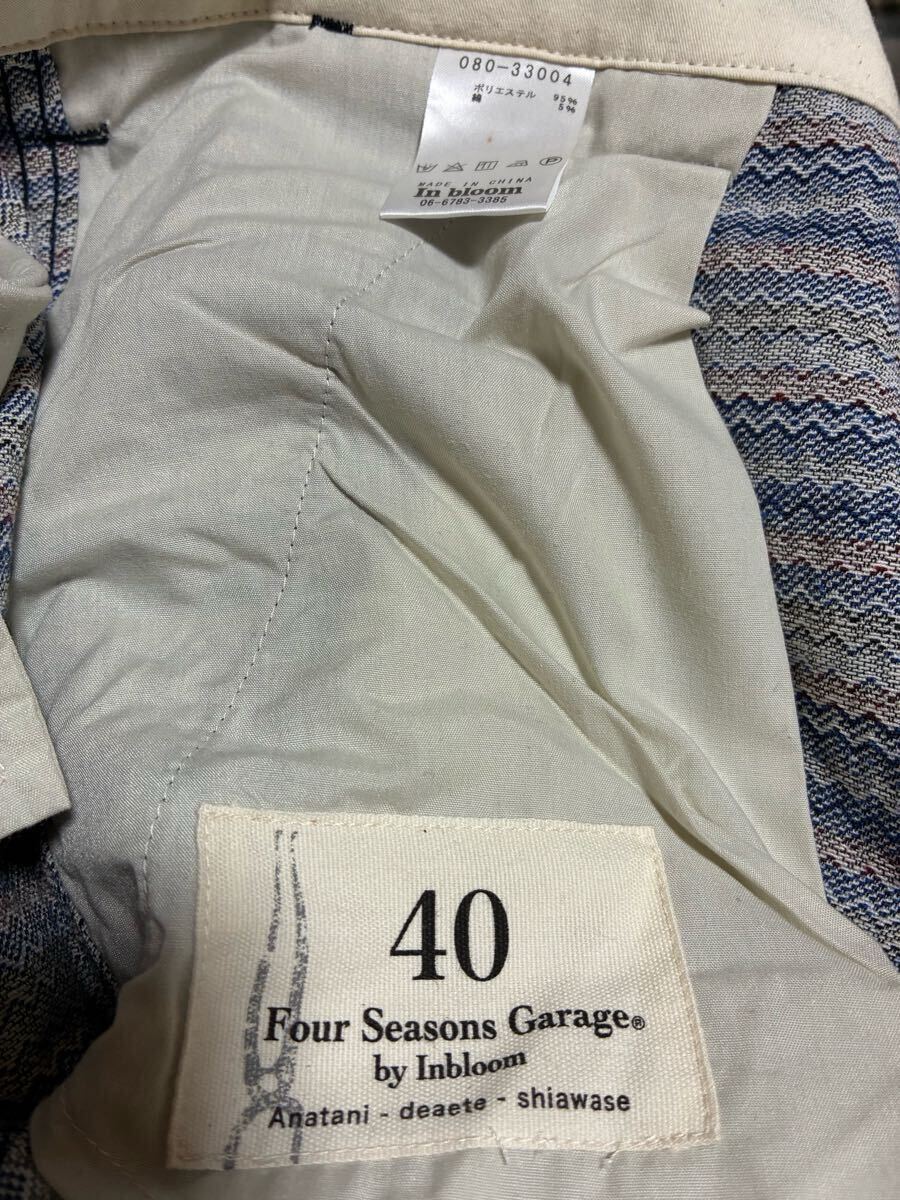 080-33004
ポリエステル 95%
綿 5%
MADE IN CHINA
In bloom
06-6783-3385
40
Four Seasons Garage®
by Inbloom
Anatani - deaete - shiawase